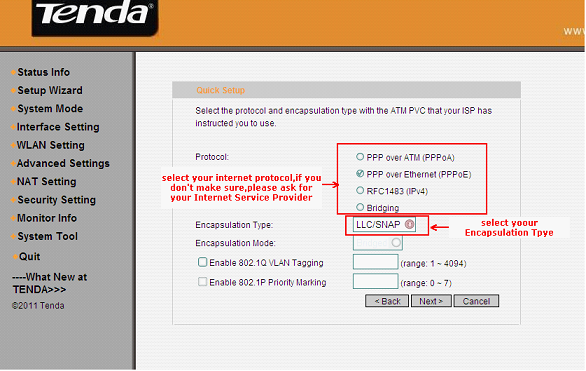 Tenda
www
Status Info
Setup Wizard
System Mode
Interface Setting
WLAN Setting
Advanced Settings
NAT Setting
Security Setting
Monitor Info
System Tool
Quit
----What New at
TENDA>>>
©2011 Tenda
Quick Setup
Select the protocol and encapsulation type with the ATM PVC that your ISP has
instructed you to use.
Protocol:
PPP over ATM (PPPoA)
PPP over Ethernet (PPPoE)
RFC1483 (IPv4)
Bridging
select your internet protocol,if you
don't make sure,please ask for
your Internet Service Provider
Encapsulation Type:
LLC/SNAP
select yoour
Encapsulation Tpye
Encapsulation Mode:
Enable 802.1Q VLAN Tagging
(range: 1 ~ 4094)
Enable 802.1P Priority Marking
(range: 0 ~ 7)
< Back
Next >
Cancel